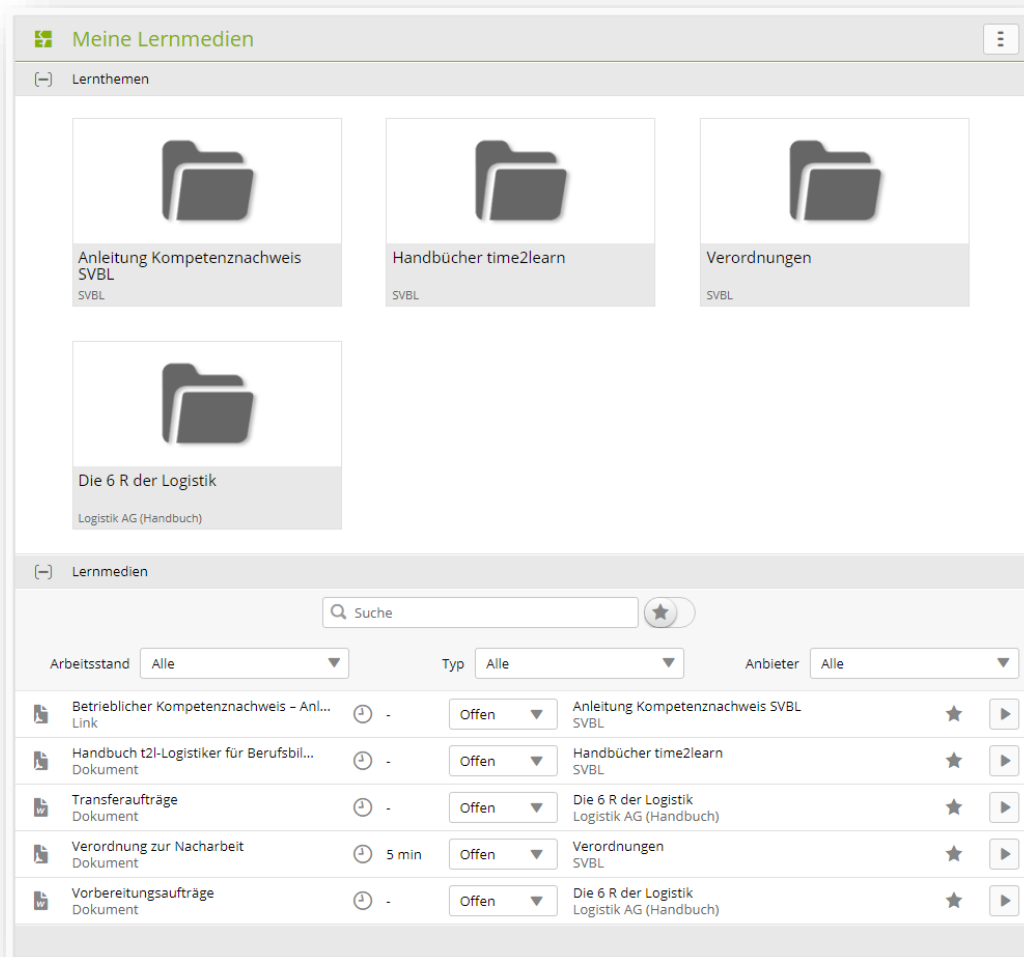 Meine Lernmedien
Lernthemen
Anleitung Kompetenznachweis
SVBL
SVBL
Handbücher time2learn
SVBL
Verordnungen
SVBL
Die 6 R der Logistik
Logistik AG (Handbuch)
Lernmedien
Suche
Arbeitsstand Alle Typ Alle Anbieter Alle
Betrieblicher Kompetenznachweis – Anl... - Offen Anleitung Kompetenznachweis SVBL
Link SVBL
Handbuch t2l-Logistiker für Berufsbil... - Offen Handbücher time2learn
Dokument SVBL
Transferaufträge - Offen Die 6 R der Logistik
Dokument Logistik AG (Handbuch)
Verordnung zur Nacharbeit 5 min Offen Verordnungen
Dokument SVBL
Vorbereitungsaufträge - Offen Die 6 R der Logistik
Dokument Logistik AG (Handbuch)